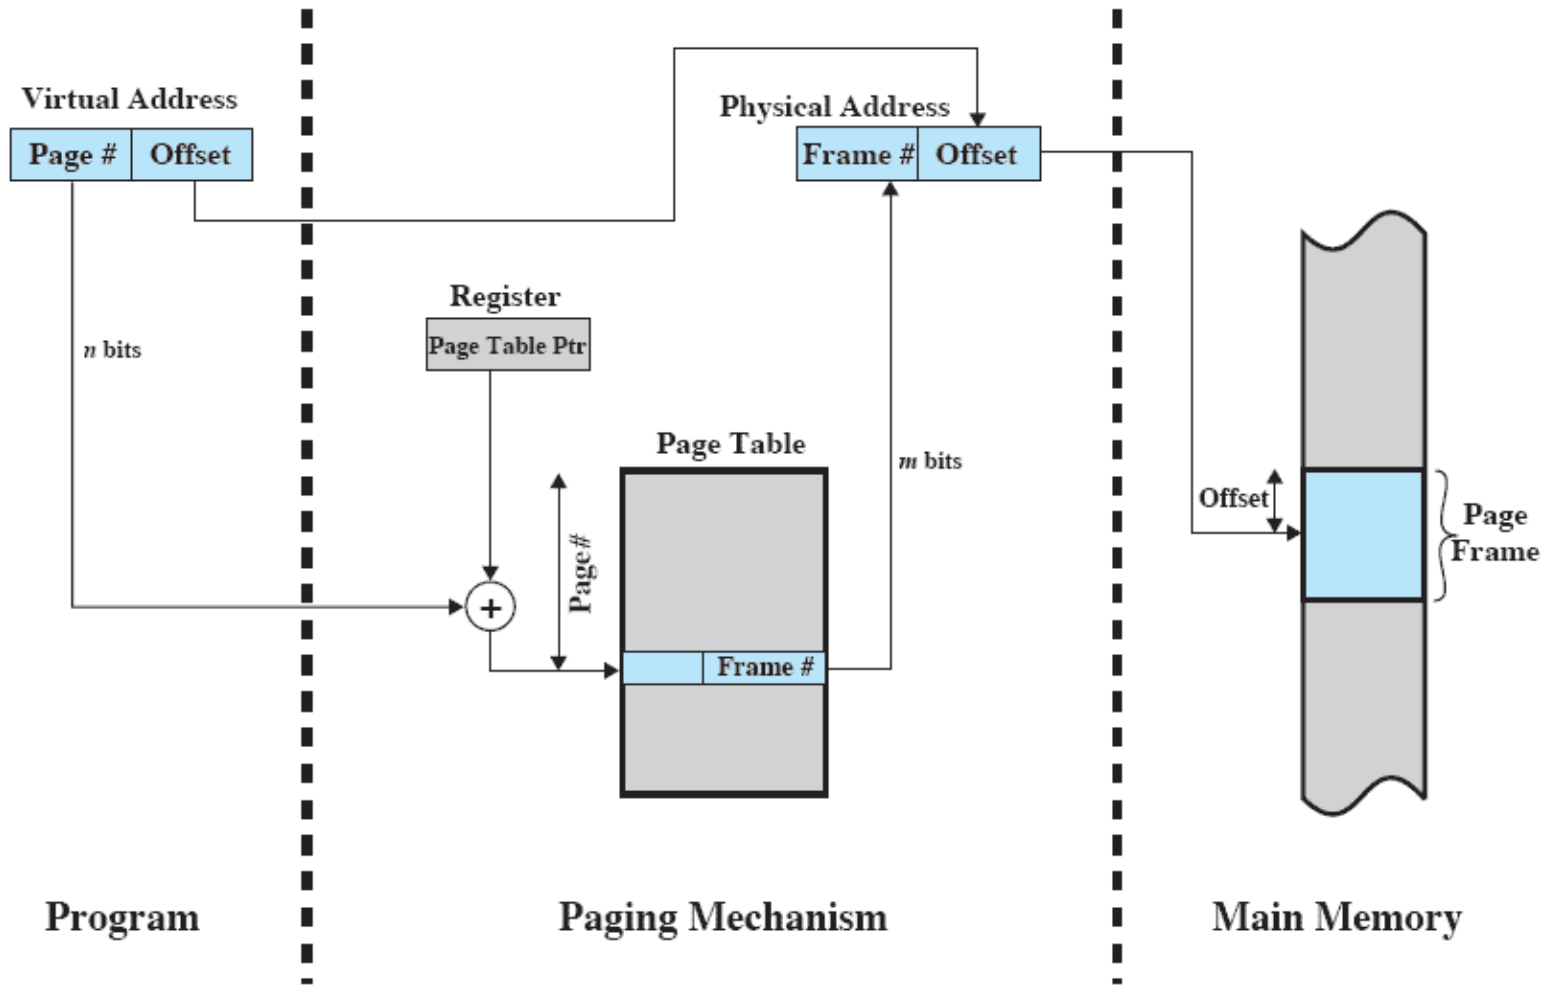 Virtual Address
Page # Offset
Physical Address
Frame # Offset
n bits
Register
Page Table Ptr
Page Table
m bits
Page#
+
Frame #
Offset
Page
Frame
Program
Paging Mechanism
Main Memory